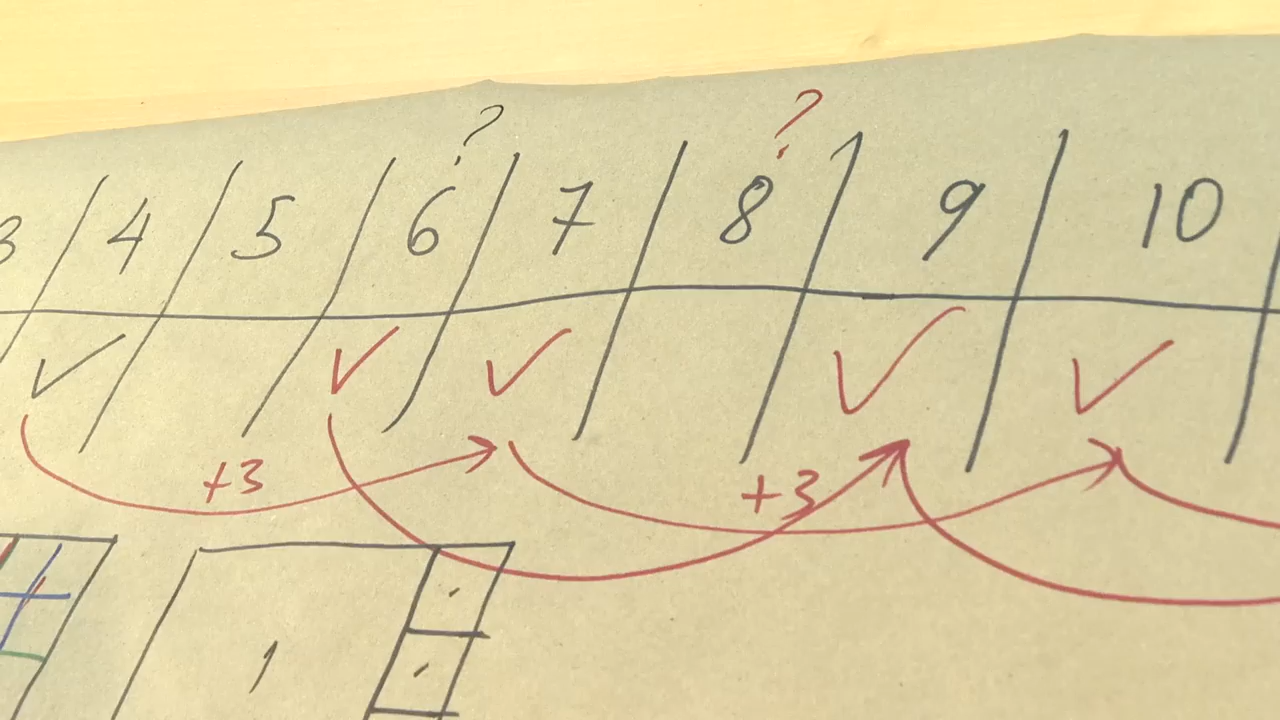 ? ?
3 4 5 6 7 8 9 10
✓ ✓ ✓ ✓ ✓
+3 +3
1